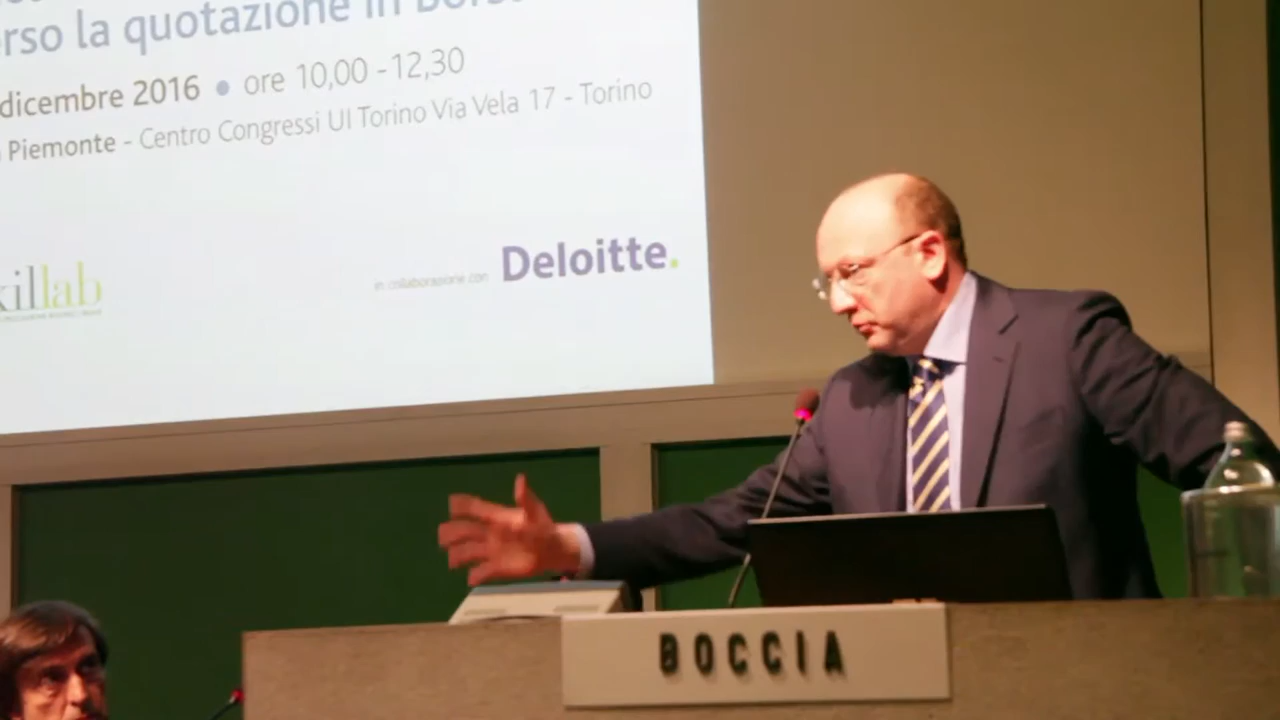 rso la quotazione in Bors
dicembre 2016 • ore 10,00 - 12,30
Piemonte - Centro Congressi UI Torino Via Vela 17 - Torino
killab
in collaborazione con Deloitte.
BOCCIA